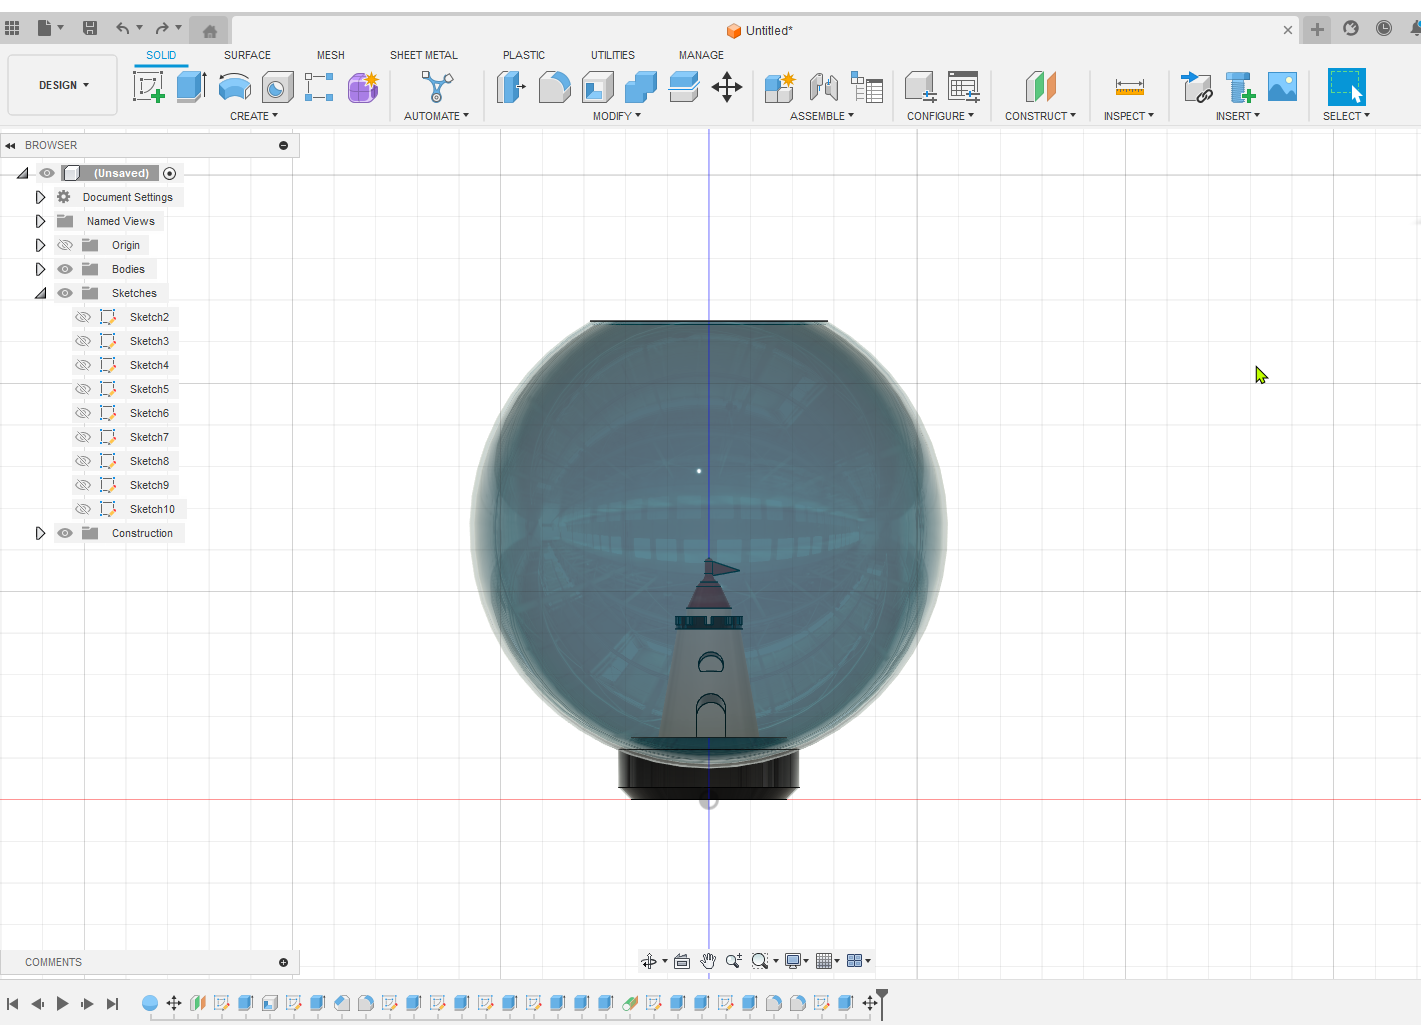 Untitled*
SOLID SURFACE MESH SHEET METAL PLASTIC UTILITIES MANAGE
DESIGN
CREATE AUTOMATE MODIFY ASSEMBLE CONFIGURE CONSTRUCT INSPECT INSERT SELECT
BROWSER
(Unsaved)
Document Settings
Named Views
Origin
Bodies
Sketches
Sketch2
Sketch3
Sketch4
Sketch5
Sketch6
Sketch7
Sketch8
Sketch9
Sketch10
Construction
COMMENTS